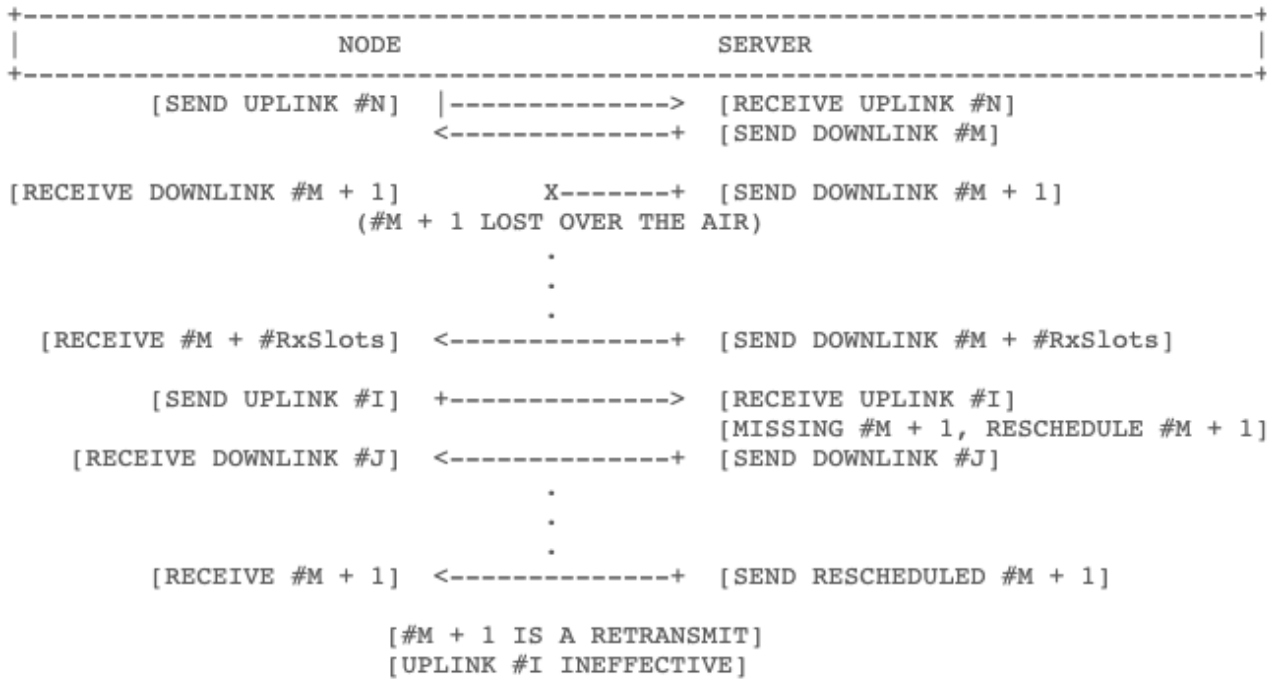 +------------------------------------------------------------------------------+
|                    NODE                    SERVER                            |
+------------------------------------------------------------------------------+
         [SEND UPLINK #N]  |-------------->  [RECEIVE UPLINK #N]
                           <--------------+  [SEND DOWNLINK #M]
[RECEIVE DOWNLINK #M + 1]         X-------+  [SEND DOWNLINK #M + 1]
                      (#M + 1 LOST OVER THE AIR)
                                  .
                                  .
                                  .
  [RECEIVE #M + #RxSlots]  <--------------+  [SEND DOWNLINK #M + #RxSlots]
         [SEND UPLINK #I]  +-------------->  [RECEIVE UPLINK #I]
                                             [MISSING #M + 1, RESCHEDULE #M + 1]
    [RECEIVE DOWNLINK #J]  <--------------+  [SEND DOWNLINK #J]
                                  .
                                  .
                                  .
         [RECEIVE #M + 1]  <--------------+  [SEND RESCHEDULED #M + 1]
                        [#M + 1 IS A RETRANSMIT]
                        [UPLINK #I INEFFECTIVE]